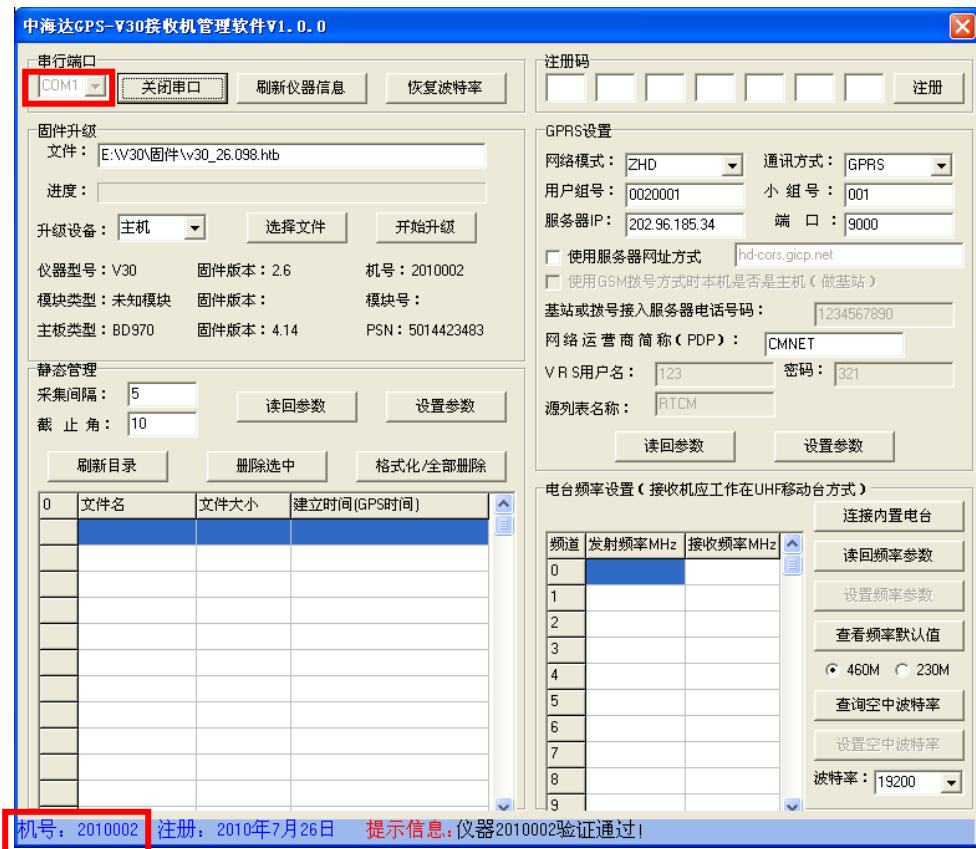 中海达GPS-V30接收机管理软件V1.0.0
串行端口
COM1 关闭串口 刷新仪器信息 恢复波特率
固件升级
文件： E:\V30\固件\v30_26.098.htb
进度：
升级设备： 主机 选择文件 开始升级
仪器型号：V30 固件版本：2.6 机号：2010002
模块类型：未知模块 固件版本： 模块号：
主板类型：BD970 固件版本：4.14 PSN：5014423483
静态管理
采集间隔： 5 读回参数 设置参数
截 止 角： 10
刷新目录 删除选中 格式化/全部删除
0 文件名 文件大小 建立时间(GPS时间)
注册码
注册
GPRS设置
网络模式： ZHD 通讯方式： GPRS
用户组号： 0020001 小 组 号： 001
服务器IP： 202.96.185.34 端 口： 9000
使用服务器网址方式 hd-cors.gicp.net
使用GSM拨号方式时本机是否是主机(做基站)
基站或拨号接入服务器电话号码： 1234567890
网络运营商简称(PDP)： CMNET
VRS用户名： 123 密码： 321
源列表名称： RTCM
读回参数 设置参数
电台频率设置(接收机应工作在UHF移动台方式)
连接内置电台
频道 发射频率MHz 接收频率MHz
0
1
2
3
4
5
6
7
8
9
读回频率参数
设置频率参数
查看频率默认值
460M 230M
查询空中波特率
设置空中波特率
波特率： 19200
机号：2010002 注册：2010年7月26日 提示信息：仪器2010002验证通过!